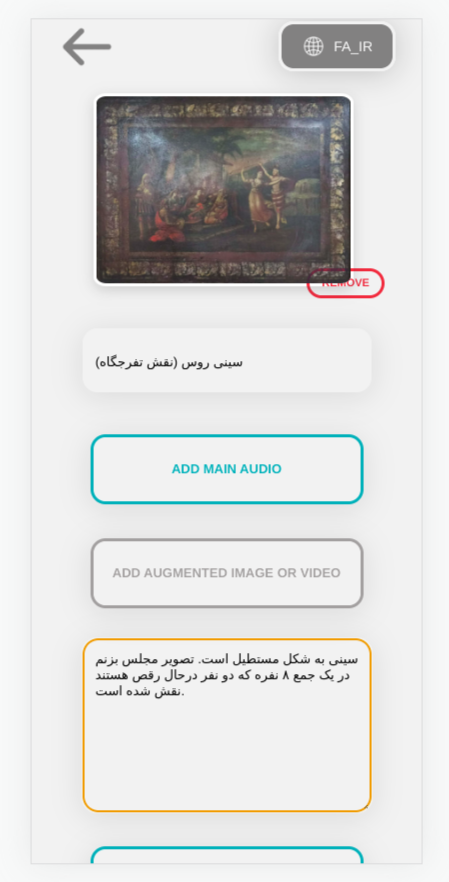 FA_IR
REMOVE
سینی روس (نقش تفرجگاه)
ADD MAIN AUDIO
ADD AUGMENTED IMAGE OR VIDEO
سینی به شکل مستطیل است. تصویر مجلس بزنم
در یک جمع ۸ نفره که دو نفر درحال رقص هستند
نقش شده است.